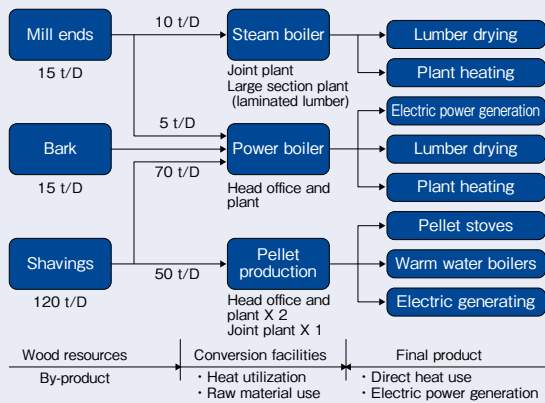 Mill ends
15 t/D
10 t/D
Steam boiler
Joint plant
Large section plant
(laminated lumber)
Lumber drying
Plant heating
5 t/D
Bark
15 t/D
70 t/D
Power boiler
Head office and
plant
Electric power generation
Lumber drying
Plant heating
Shavings
120 t/D
50 t/D
Pellet
production
Head office and
plant X 2
Joint plant X 1
Pellet stoves
Warm water boilers
Electric generating
Wood resources
By-product
Conversion facilities
・Heat utilization
・Raw material use
Final product
・Direct heat use
・Electric power generation